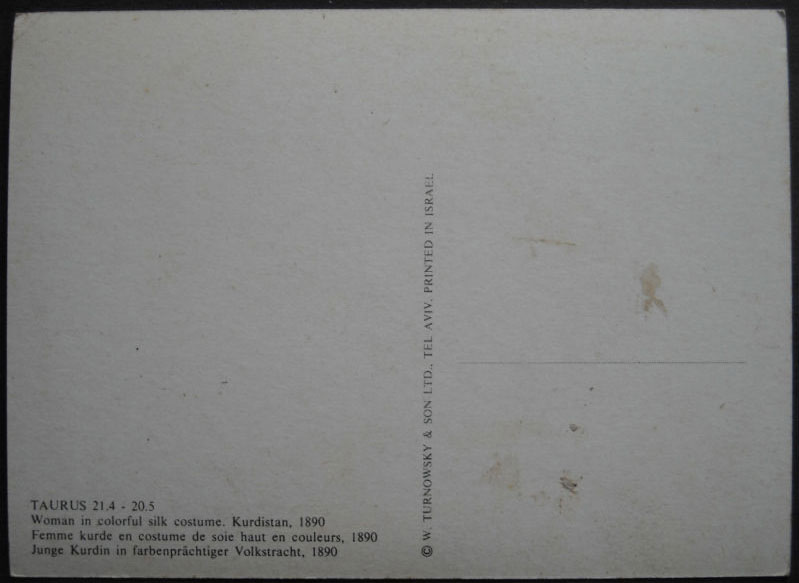 TAURUS 21.4 - 20.5
Woman in colorful silk costume. Kurdistan, 1890
Femme kurde en costume de soie haut en couleurs, 1890
Junge Kurdin in farbenprächtiger Volkstracht, 1890
© W. TURNOWSKY & SON LTD., TEL AVIV. PRINTED IN ISRAEL